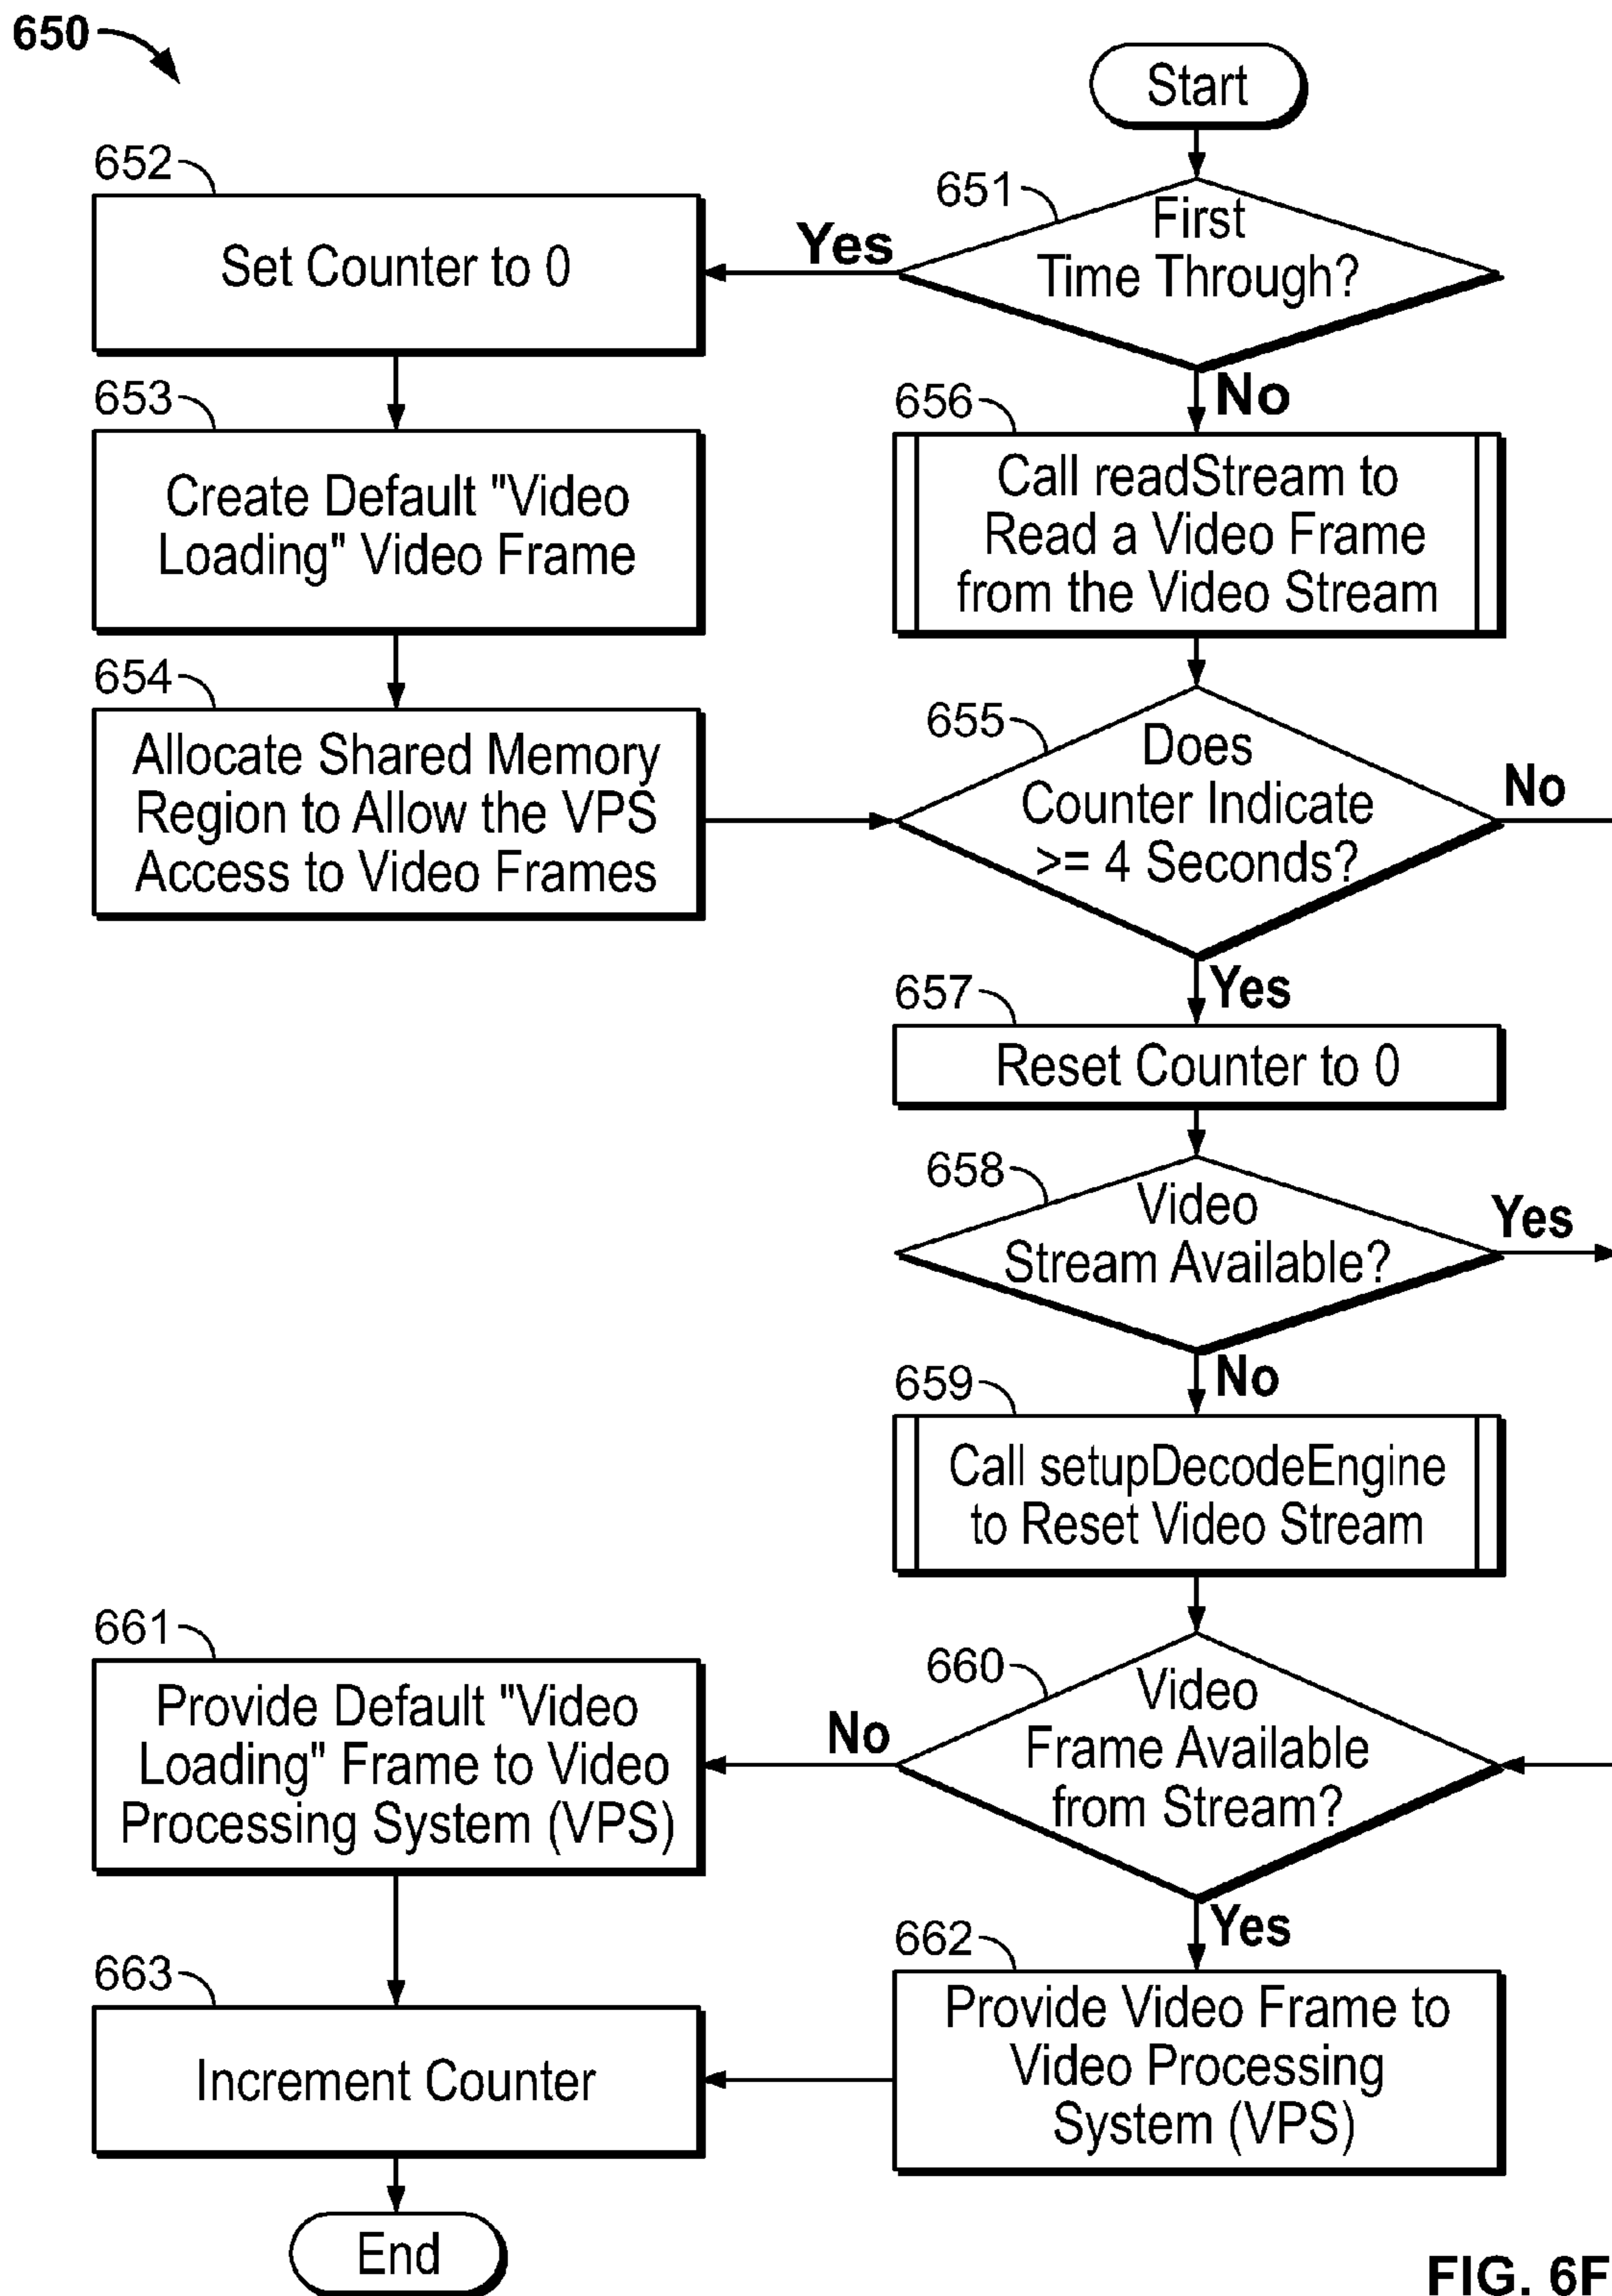 650
Start
652
651
First
Time Through?
Yes
Set Counter to 0
No
653
656
Create Default "Video
Loading" Video Frame
Call readStream to
Read a Video Frame
from the Video Stream
654
655
Allocate Shared Memory
Region to Allow the VPS
Access to Video Frames
Does
Counter Indicate
>= 4 Seconds?
No
Yes
657
Reset Counter to 0
658
Video
Stream Available?
Yes
No
659
Call setupDecodeEngine
to Reset Video Stream
661
660
Provide Default "Video
Loading" Frame to Video
Processing System (VPS)
No
Video
Frame Available
from Stream?
Yes
663
662
Increment Counter
Provide Video Frame to
Video Processing
System (VPS)
End
FIG. 6F